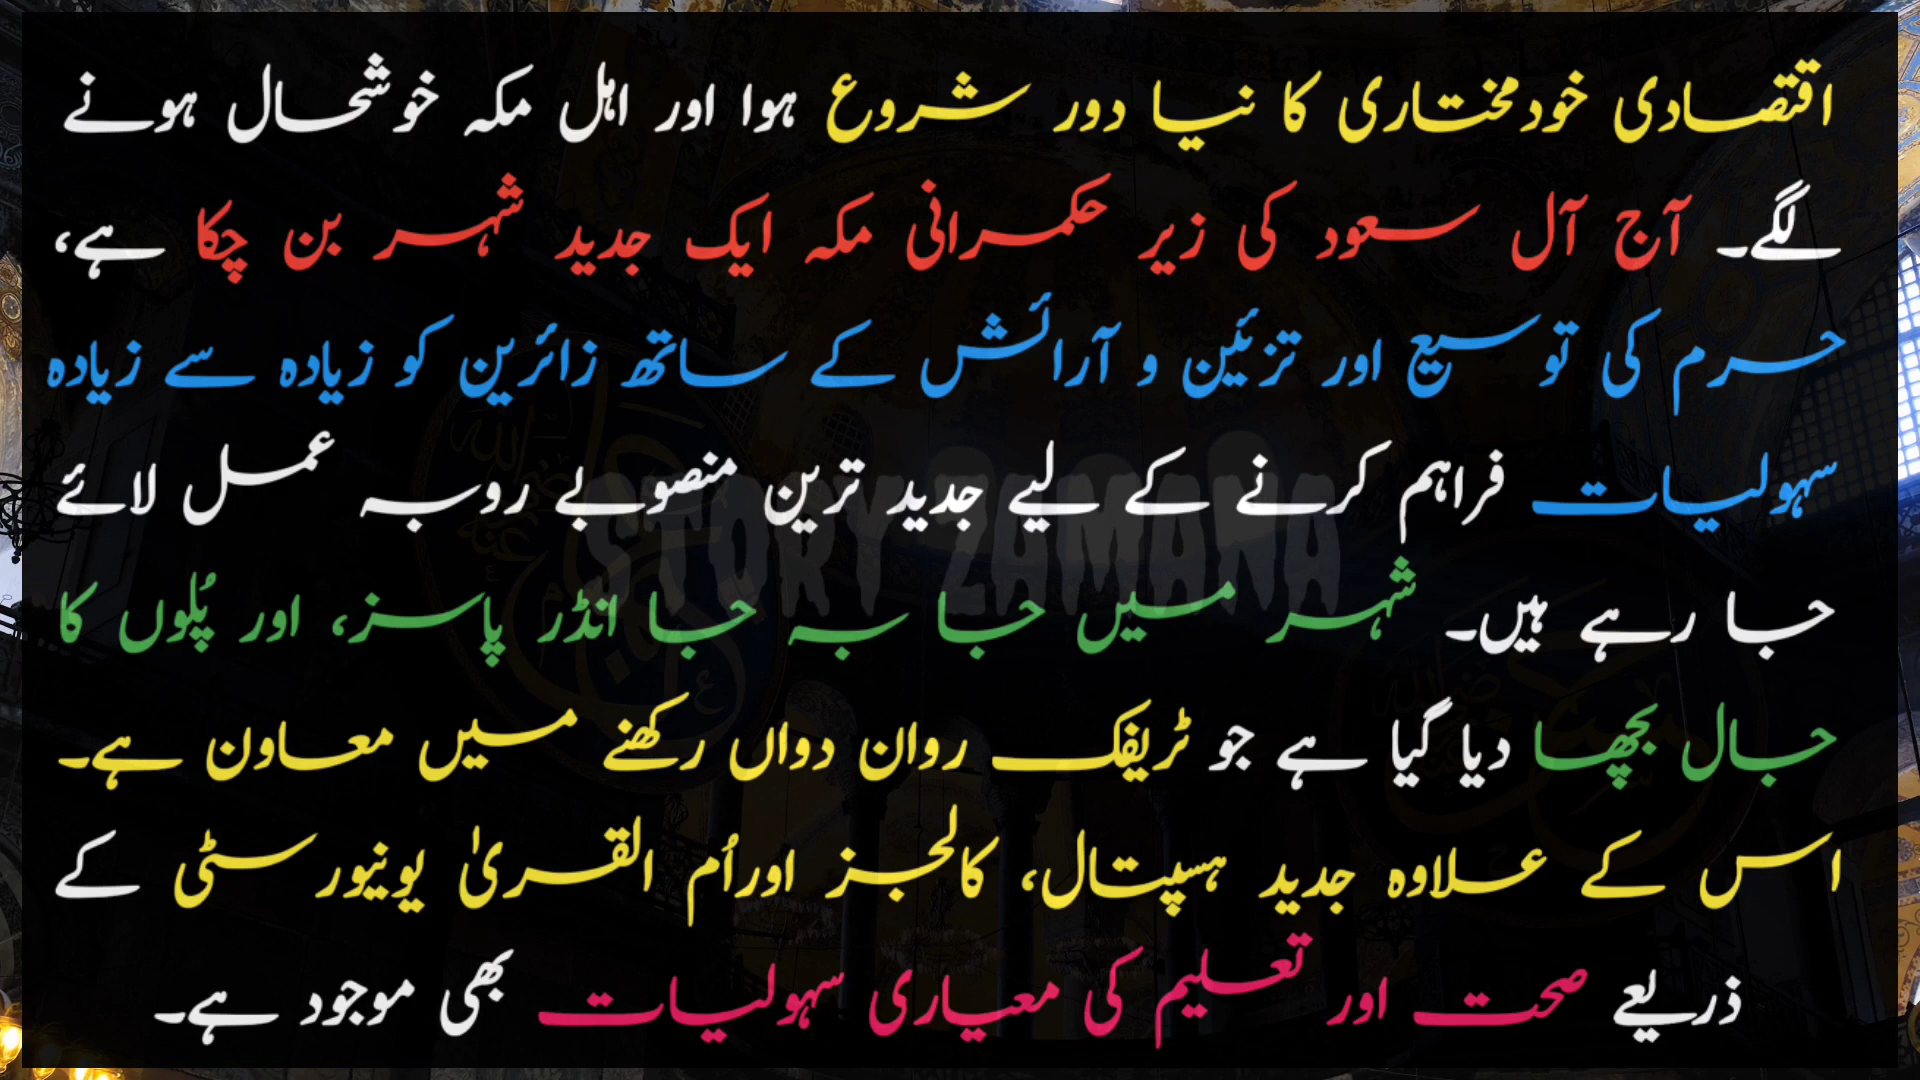 اقتصادی خودمختاری کا نیا دور شروع ہوا اور اہل مکہ خوشحال ہونے
لگے۔ آج آل سعود کی زیر حکمرانی مکہ ایک جدید شہر بن چکا ہے،
حرم کی توسیع اور تزئین و آرائش کے ساتھ زائرین کو زیادہ سے زیادہ
سہولیات فراہم کرنے کے لیے جدید ترین منصوبے روبہ عمل لائے
جا رہے ہیں۔ شہر میں جا بہ جا انڈر پاسز، اور پُلوں کا
جال بچھا دیا گیا ہے جو ٹریفک روان دواں رکھنے میں معاون ہے۔
اس کے علاوہ جدید ہسپتال، کالجز اوراُم القریٰ یونیورسٹی کے
ذریعے صحت اور تعلیم کی معیاری سہولیات بھی موجود ہے۔
STORY ZAMANA